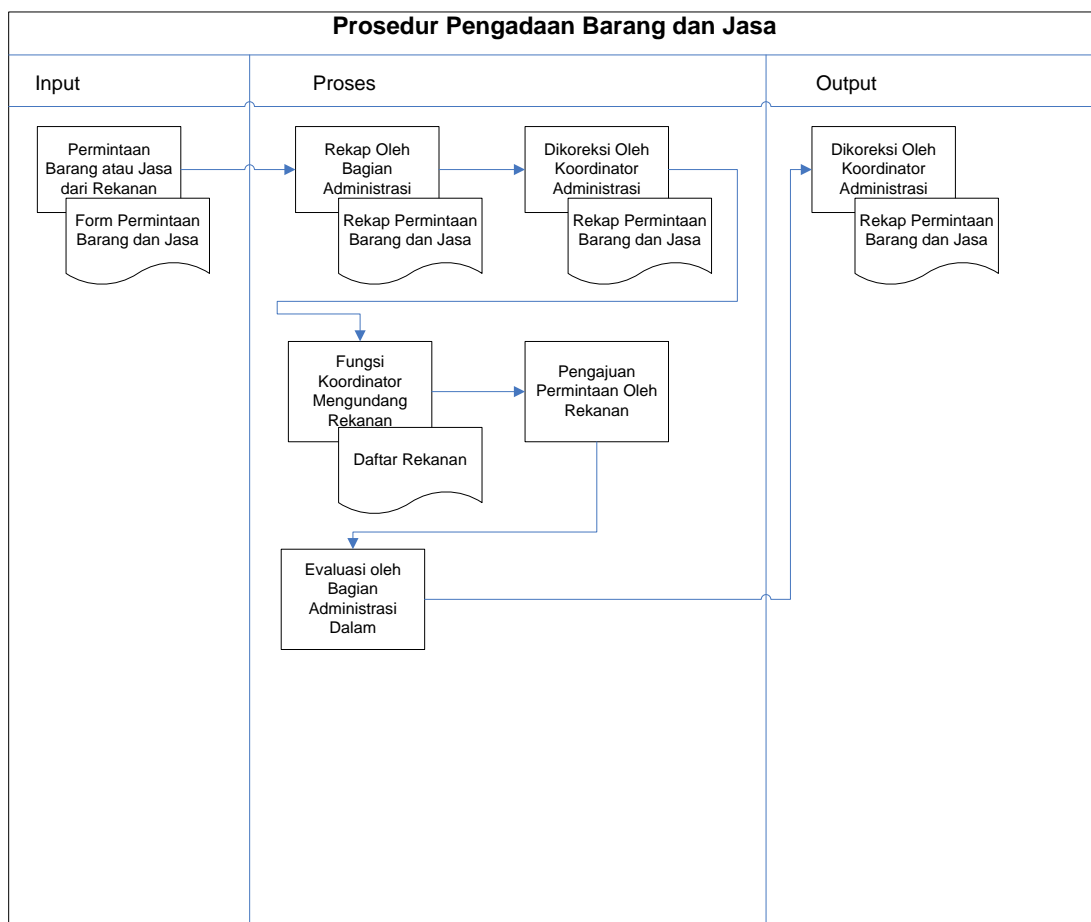 Prosedur Pengadaan Barang dan Jasa
Input
Proses
Output
Permintaan
Barang atau Jasa
dari Rekanan
Form Permintaan
Barang dan Jasa
Rekap Oleh
Bagian
Administrasi
Rekap Permintaan
Barang dan Jasa
Dikoreksi Oleh
Koordinator
Administrasi
Rekap Permintaan
Barang dan Jasa
Dikoreksi Oleh
Koordinator
Administrasi
Rekap Permintaan
Barang dan Jasa
Fungsi
Koordinator
Mengundang
Rekanan
Daftar Rekanan
Pengajuan
Permintaan Oleh
Rekanan
Evaluasi oleh
Bagian
Administrasi
Dalam